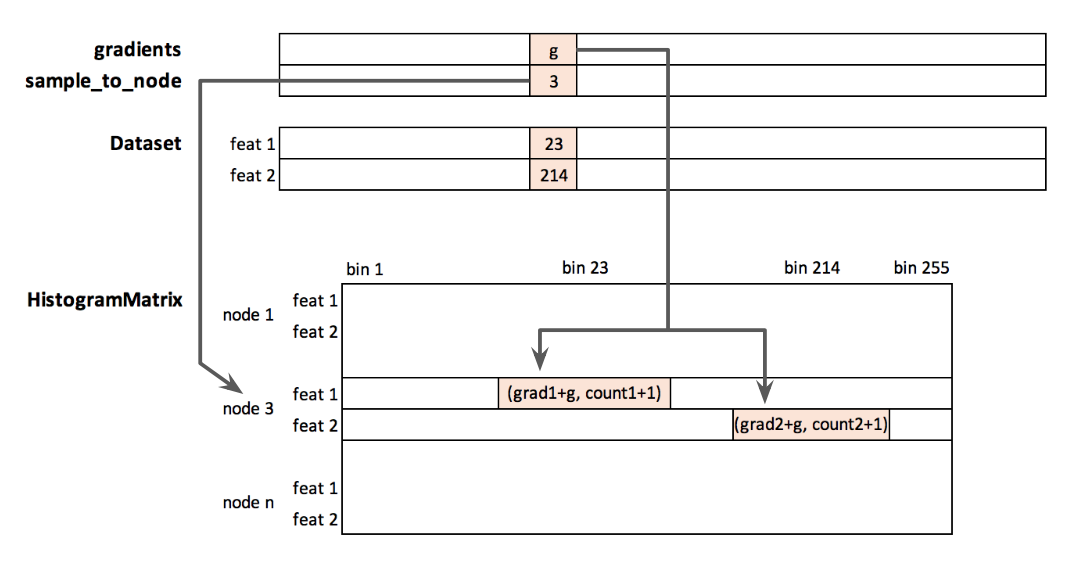 gradients g
sample_to_node 3
Dataset feat 1 23
feat 2 214
bin 1 bin 23 bin 214 bin 255
HistogramMatrix
feat 1
node 1
feat 2
feat 1 (grad1+g, count1+1)
node 3
feat 2 (grad2+g, count2+1)
feat 1
node n
feat 2